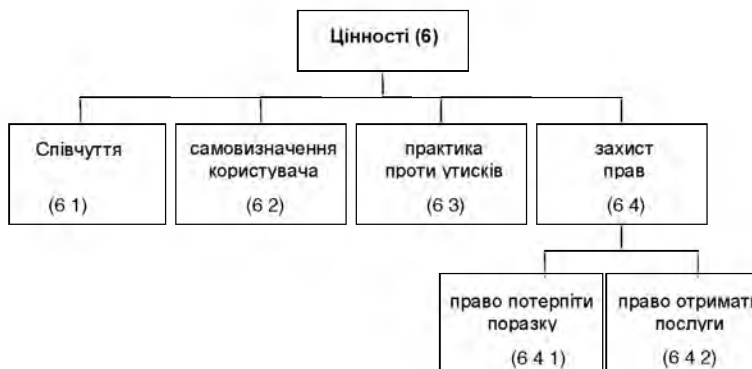 Цінності (6)
Співчуття
(6 1)
самовизначення
користувача
(6 2)
практика
проти утисків
(6 3)
захист
прав
(6 4)
право потерпіти
поразку
(6 4 1)
право отримати
послуги
(6 4 2)